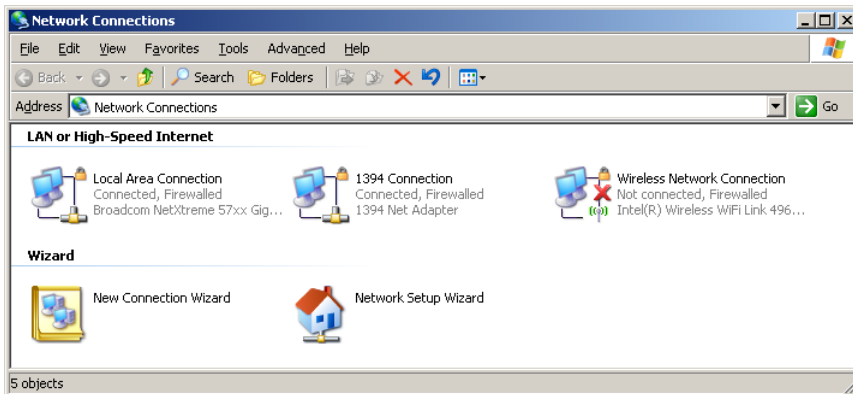 Network Connections
File Edit View Favorites Tools Advanced Help
Back Search Folders
Address Network Connections Go
LAN or High-Speed Internet
Local Area Connection
Connected, Firewalled
Broadcom NetXtreme 57xx Gig...
1394 Connection
Connected, Firewalled
1394 Net Adapter
Wireless Network Connection
Not connected, Firewalled
Intel(R) Wireless WiFi Link 496...
Wizard
New Connection Wizard
Network Setup Wizard
5 objects